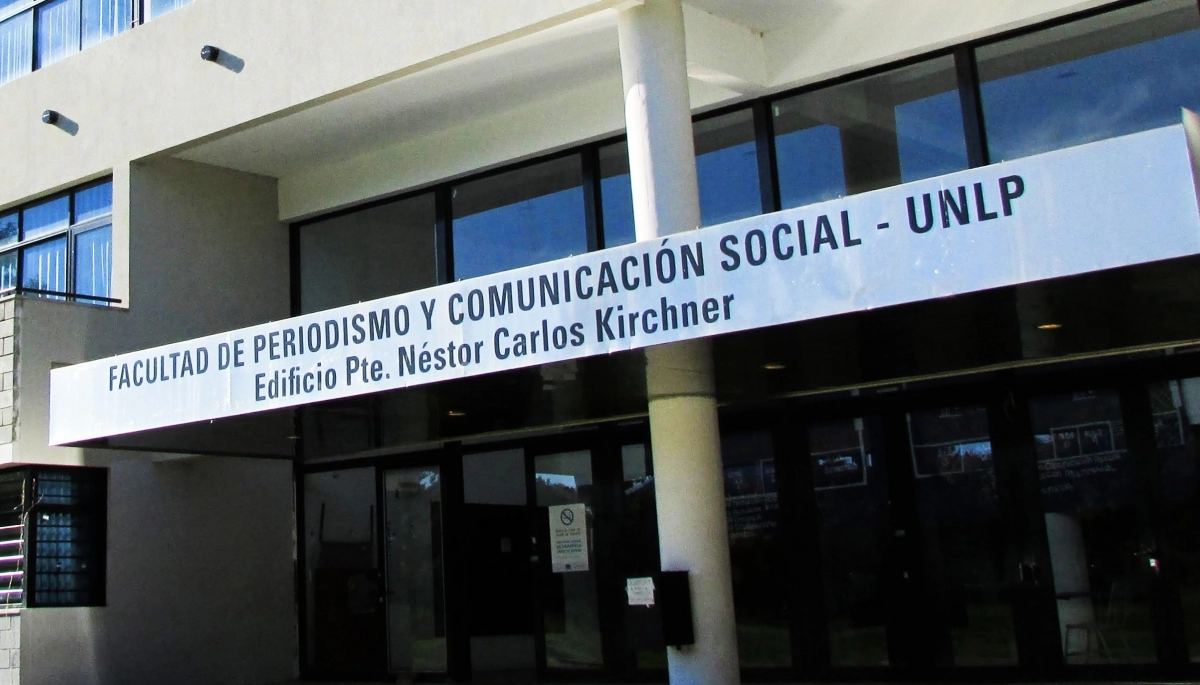 FACULTAD DE PERIODISMO Y COMUNICACIÓN SOCIAL - UNLP
Edificio Pte. Néstor Carlos Kirchner